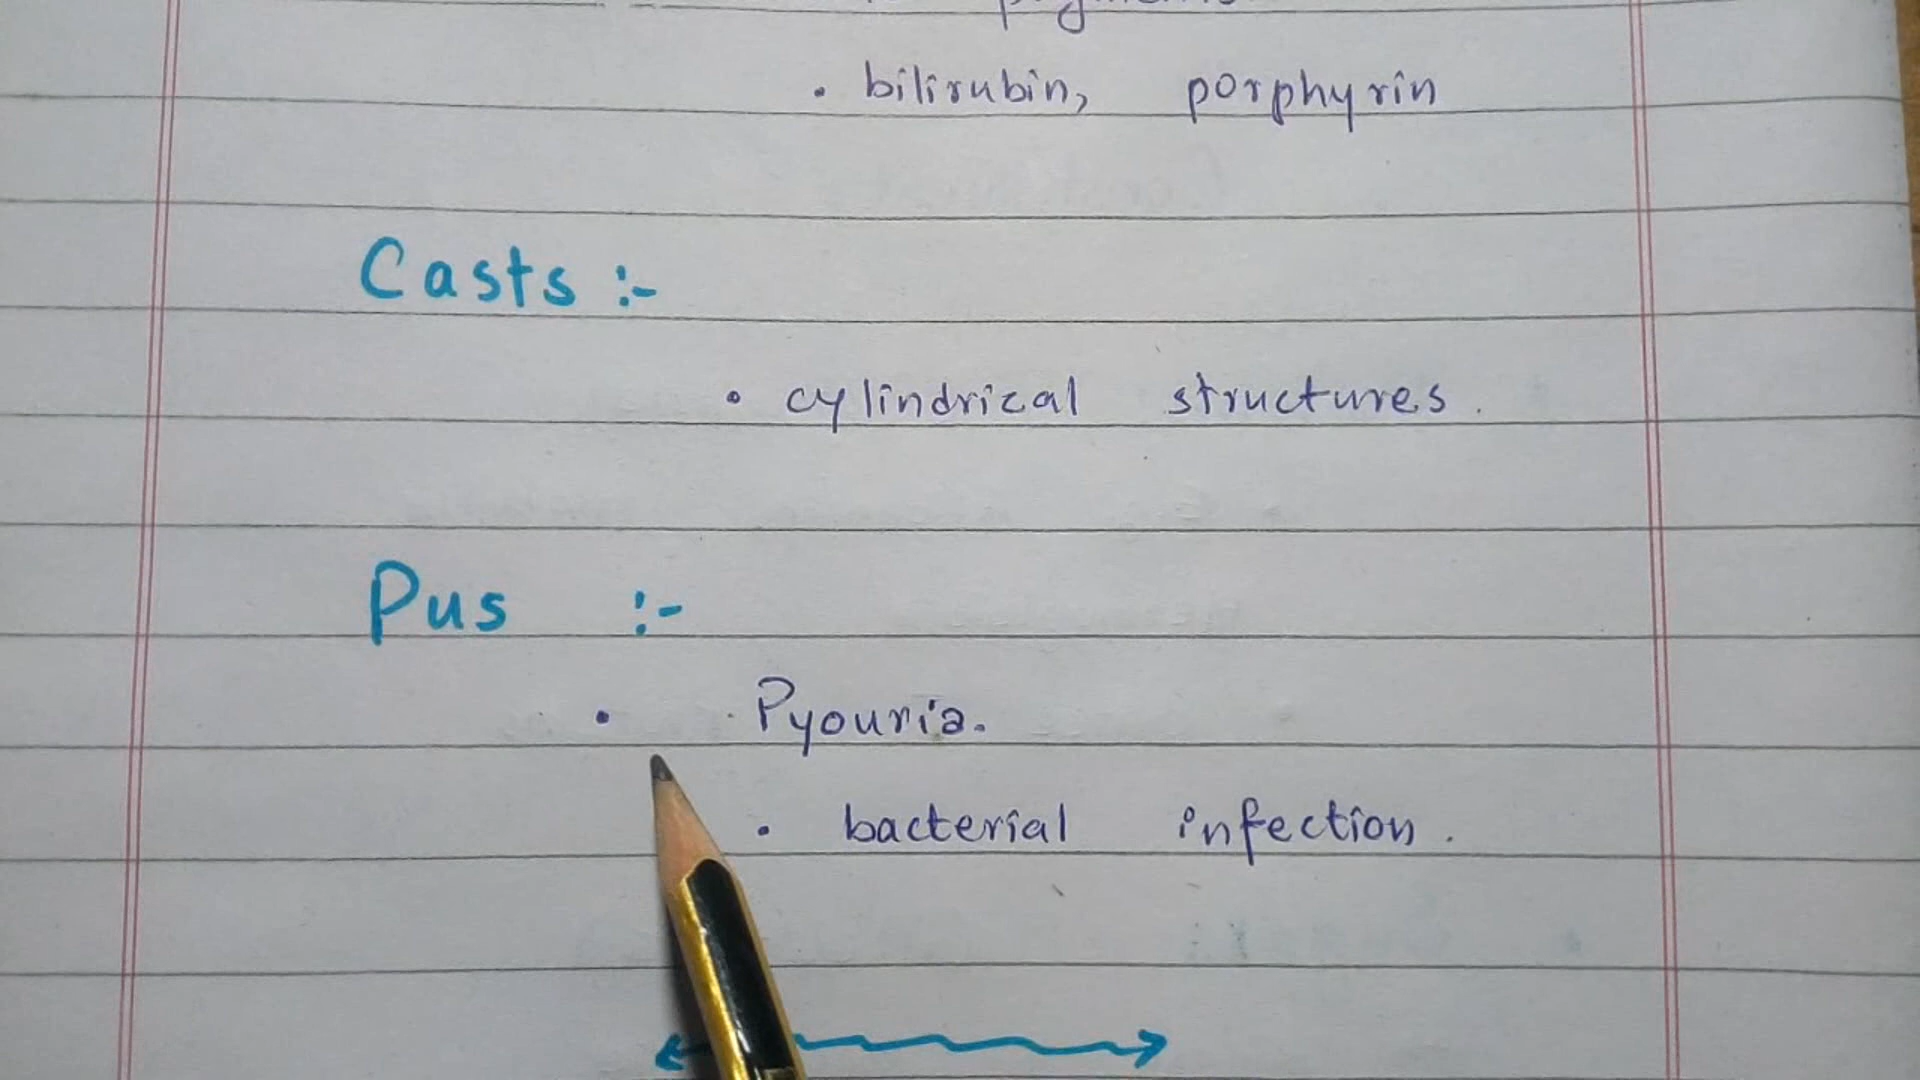 • bilirubin, porphyrin
Casts :-
• cylindrical structures.
Pus :-
• Pyouria.
• bacterial infection.